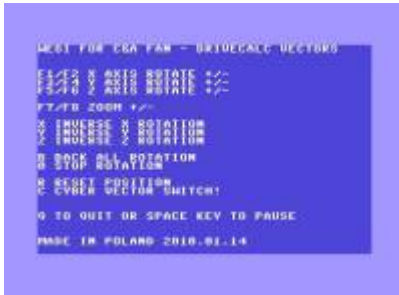 WEGI FOR C64 FAN - DRIVECALC VECTORS
F1/F2 X AXIS ROTATE +/-
F3/F4 Y AXIS ROTATE +/-
F5/F6 Z AXIS ROTATE +/-
F7/F8 ZOOM +/-
X INVERSE X ROTATION
Y INVERSE Y ROTATION
Z INVERSE Z ROTATION
B BACK ALL ROTATION
STOP ROTATION
R RESET POSITION
C CYBER VECTOR SWITCH!
Q TO QUIT OR SPACE KEY TO PAUSE
MADE IN POLAND 2010.01.14